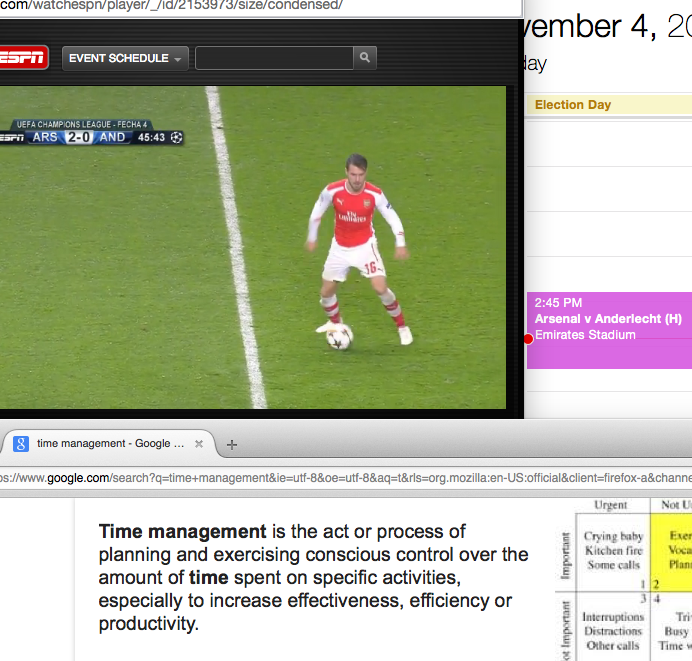 com/watchespn/player/_/id/2153973/size/condensed/
ESPN
EVENT SCHEDULE
vember 4, 20
day
Election Day
UEFA CHAMPIONS LEAGUE - FECHA 4
ESPN ARS 2-0 AND 45:43
Fly Emirates
16
2:45 PM
Arsenal v Anderlecht (H)
Emirates Stadium
8 time management - Google ... × +
ps://www.google.com/search?q=time+management&ie=utf-8&oe=utf-8&aq=t&rls=org.mozilla:en-US:official&client=firefox-a&channe
Time management is the act or process of
planning and exercising conscious control over the
amount of time spent on specific activities,
especially to increase effectiveness, efficiency or
productivity.
Urgent
Not U
Important
Crying baby
Kitchen fire
Some calls
1
Exer
Voca
Plan
2
ot Important
3
Interruptions
Distractions
Other calls
4
Tri
Busy
Time w